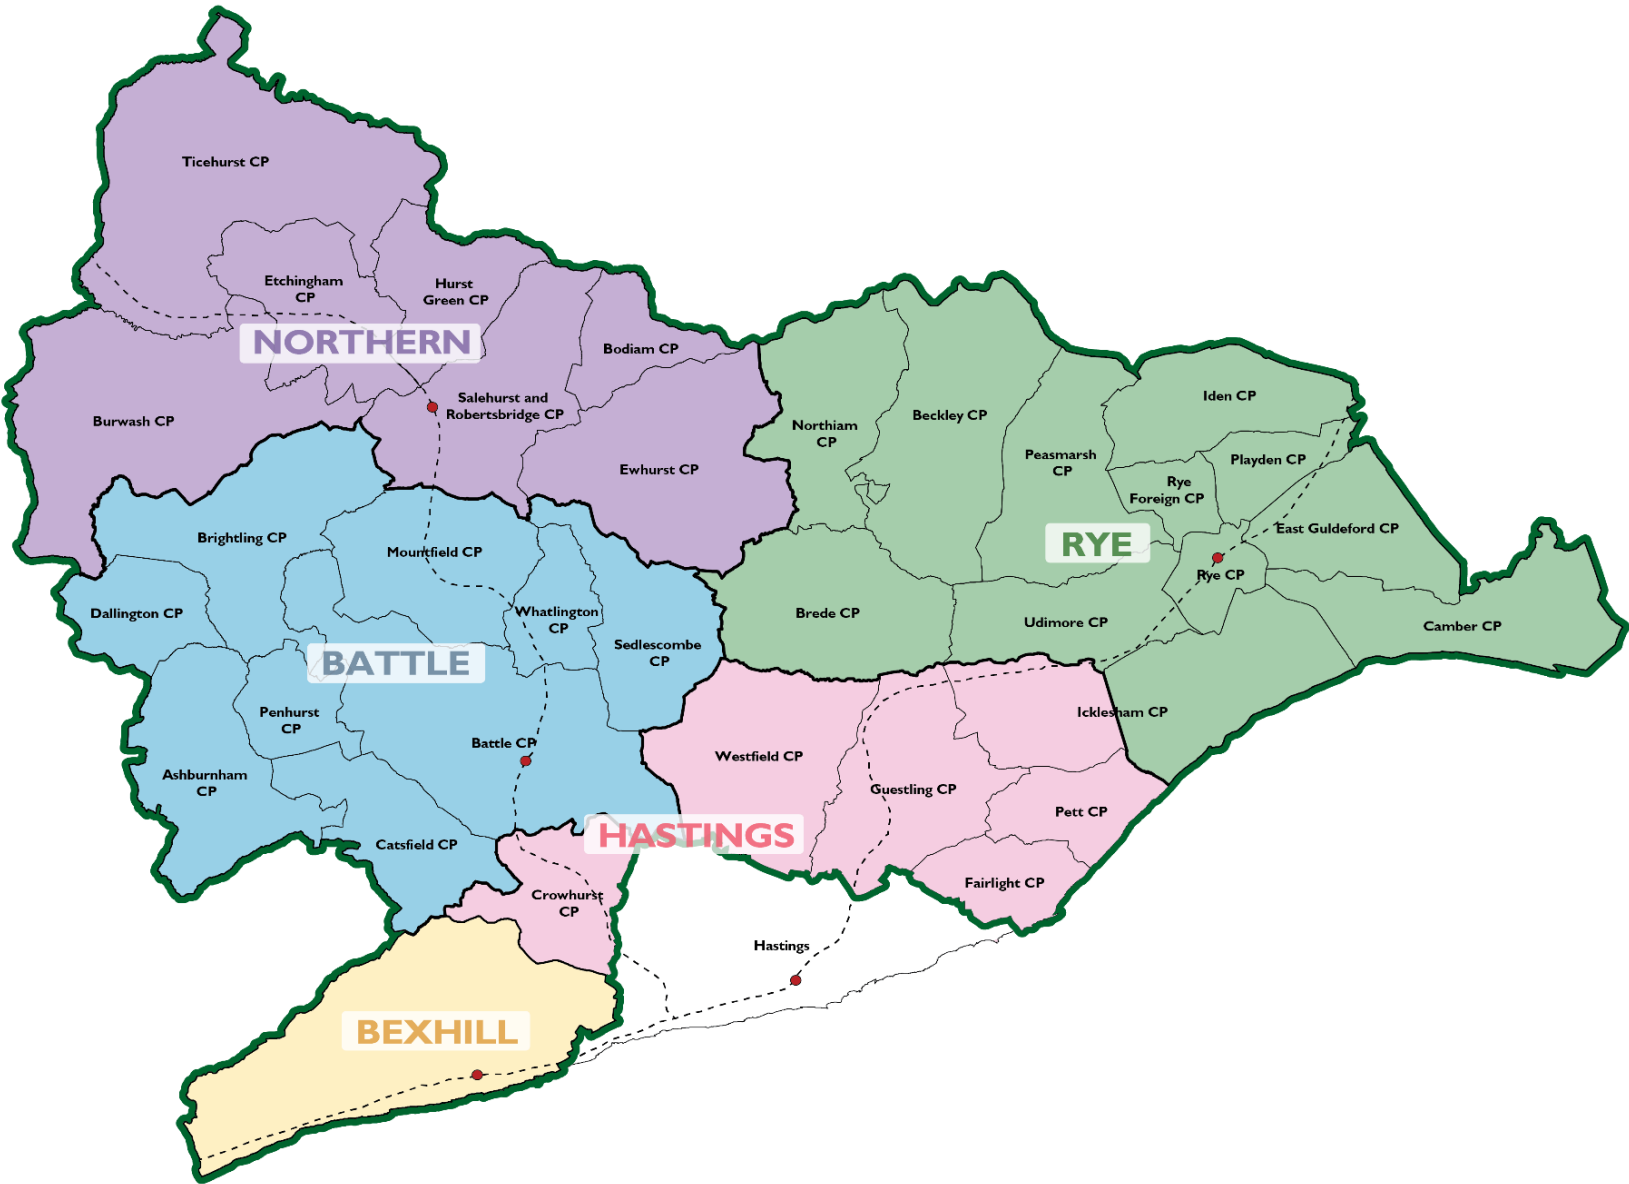 Ticehurst CP
Etchingham
CP
Hurst
Green CP
NORTHERN
Bodiam CP
Salehurst and
Robertsbridge CP
Burwash CP
Ewhurst CP
Northiam
CP
Beckley CP
Iden CP
Peasmarsh
CP
Playden CP
Rye
Foreign CP
East Guldeford CP
RYE
Rye CP
Brede CP
Udimore CP
Camber CP
Brightling CP
Mountfield CP
Dallington CP
Whatlington
CP
Sedlescombe
CP
BATTLE
Penhurst
CP
Battle CP
Ashburnham
CP
Catsfield CP
Icklesham CP
Westfield CP
Guestling CP
Pett CP
HASTINGS
Fairlight CP
Crowhurst
CP
Hastings
BEXHILL